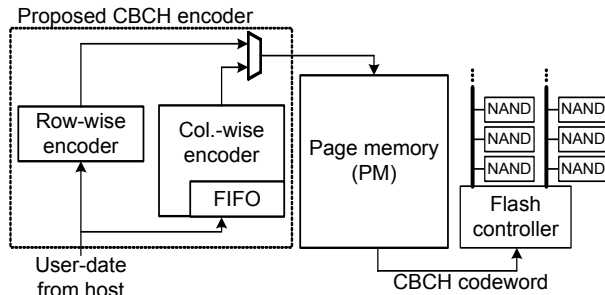 Proposed CBCH encoder
Row-wise
encoder
Col.-wise
encoder
FIFO
User-date
from host
Page memory
(PM)
NAND
NAND
NAND
NAND
NAND
NAND
Flash
controller
CBCH codeword